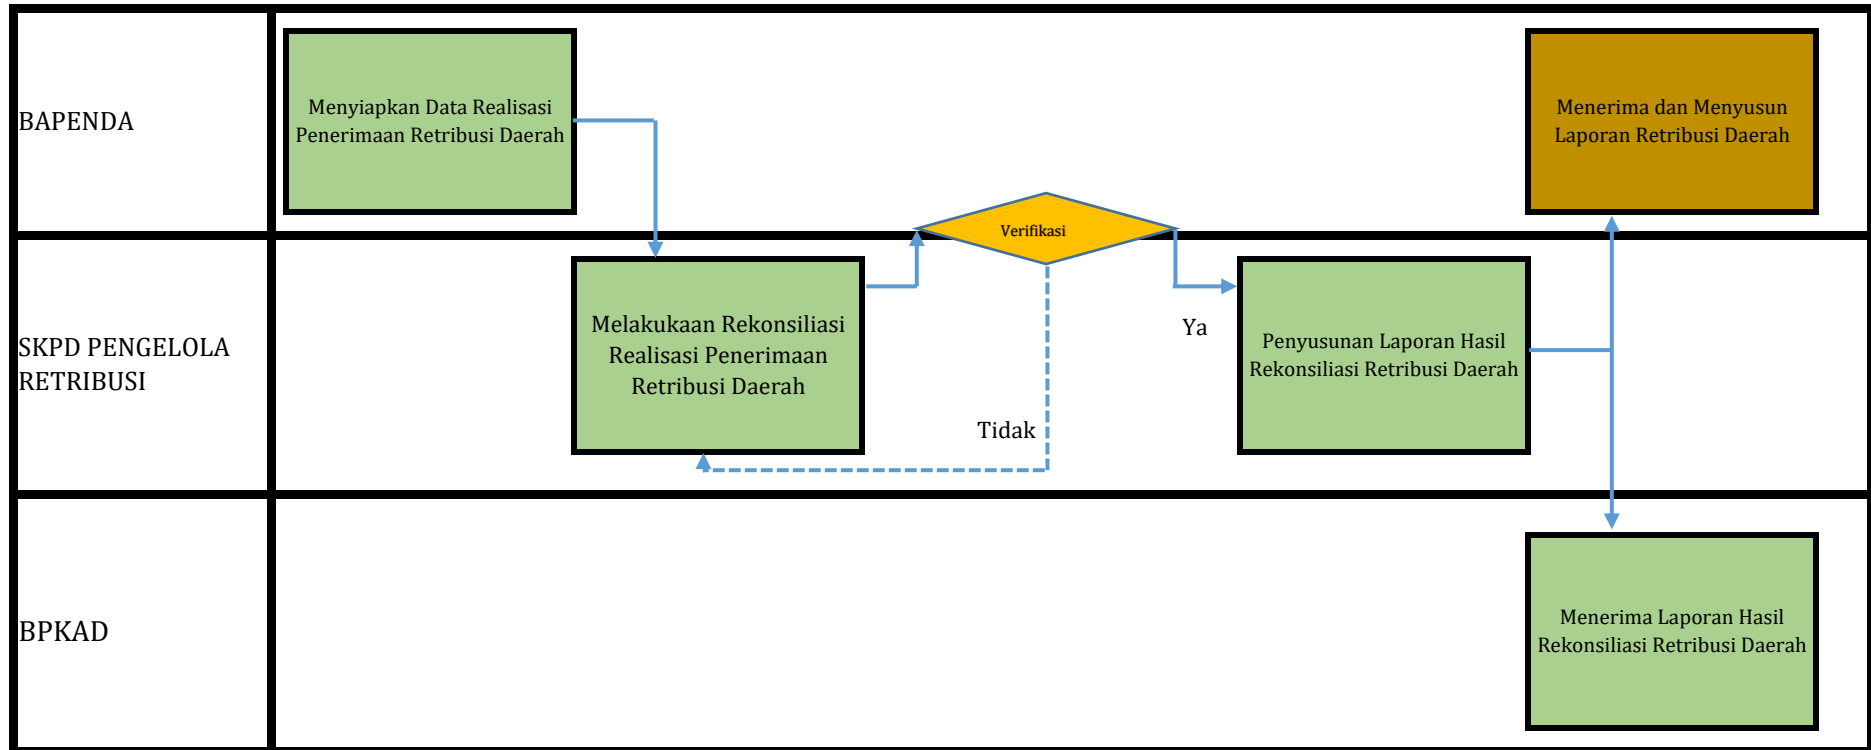 BAPENDA
Menyiapkan Data Realisasi
Penerimaan Retribusi Daerah
Menerima dan Menyusun
Laporan Retribusi Daerah
Verifikasi
SKPD PENGELOLA
RETRIBUSI
Melakukaan Rekonsiliasi
Realisasi Penerimaan
Retribusi Daerah
Tidak
Ya
Penyusunan Laporan Hasil
Rekonsiliasi Retribusi Daerah
BPKAD
Menerima Laporan Hasil
Rekonsiliasi Retribusi Daerah